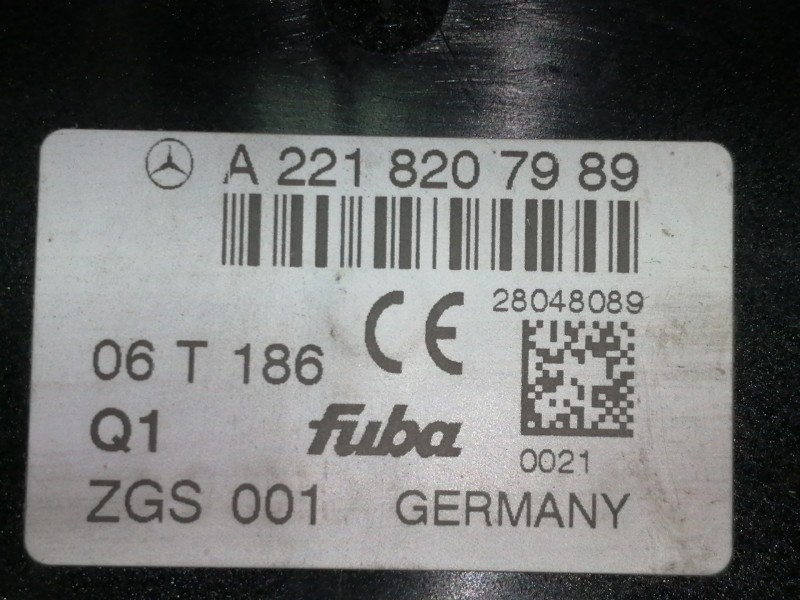 A 221 820 79 89
28048089
CE
06 T 186
Q1
fuba
0021
ZGS 001
GERMANY